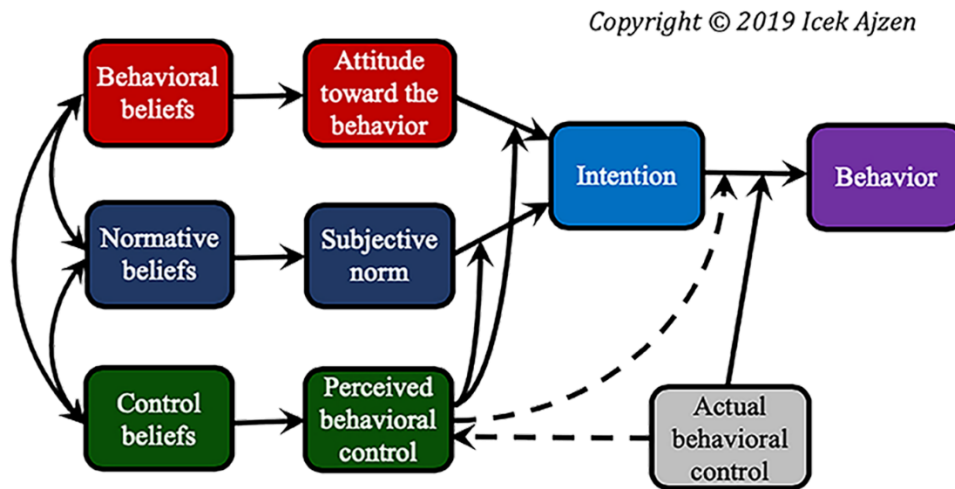 Copyright © 2019 Icek Ajzen
Behavioral
beliefs
Attitude
toward the
behavior
Intention
Behavior
Normative
beliefs
Subjective
norm
Control
beliefs
Perceived
behavioral
control
Actual
behavioral
control